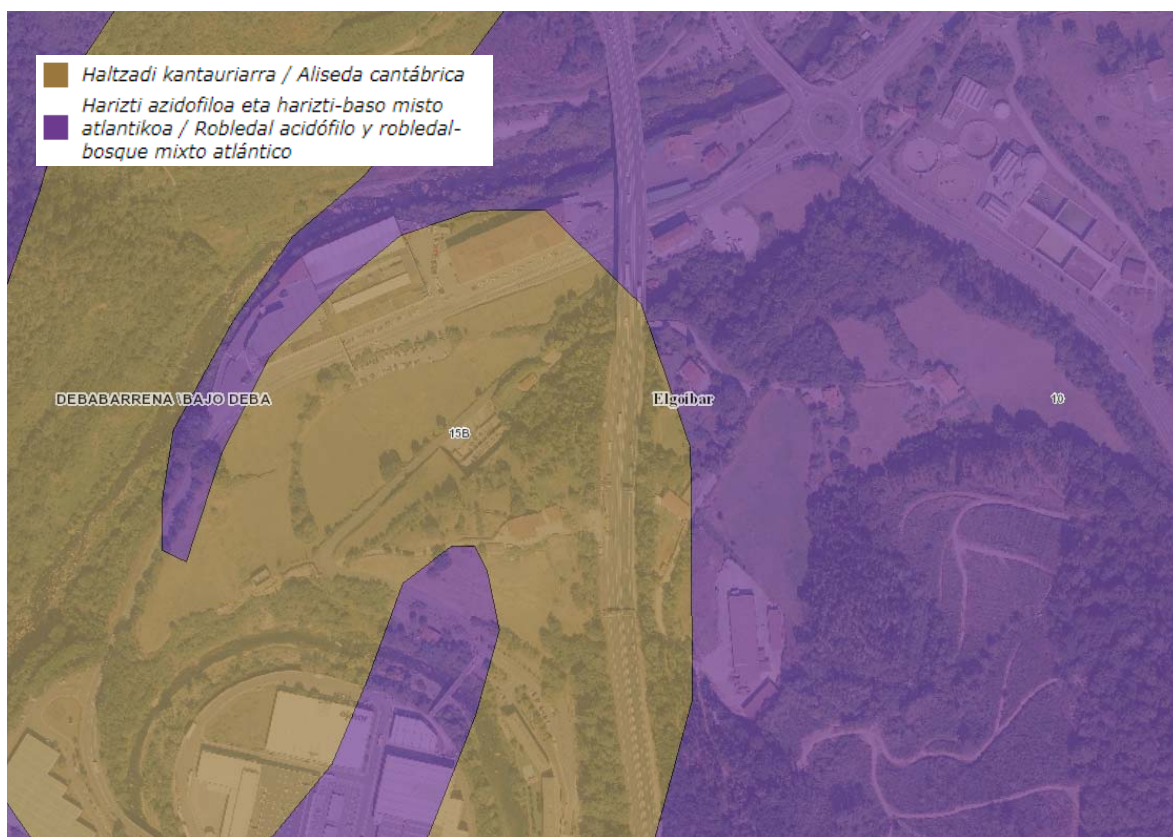 Haltzadi kantauriarra / Aliseda cantábrica
Harizti azidofiloa eta harizti-baso misto
atlantikoa / Robledal acidófilo y robledal-
bosque mixto atlántico
DEBABARRENA \BAJO DEBA
Elgoibar
10
15B